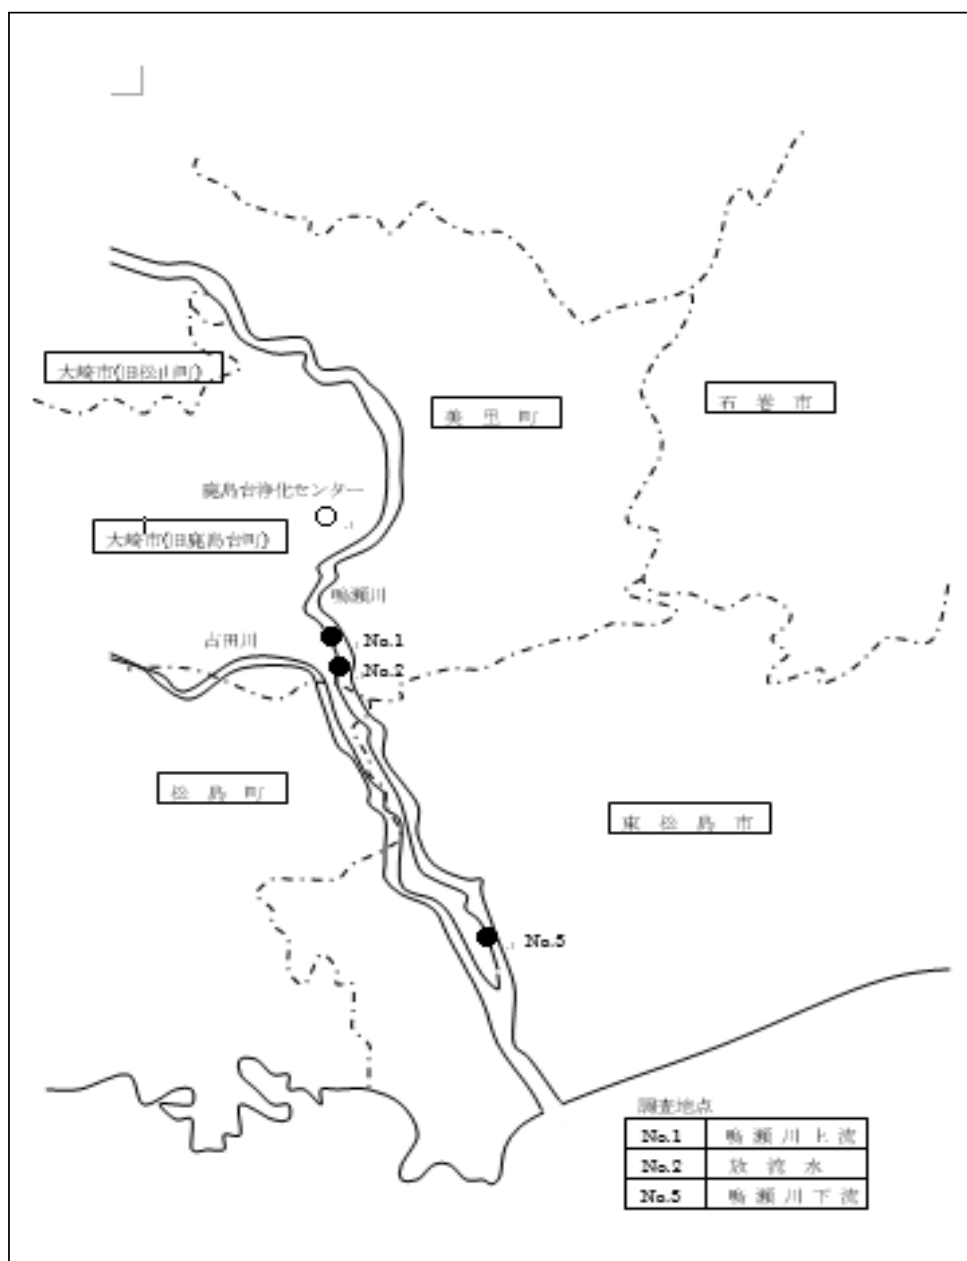 大崎市(旧松山町)
美里町
石巻市
鹿島台浄化センター
大崎市(旧鹿島台町)
鳴瀬川
No.1
吉田川
No.2
松島町
東松島市
No.5
調査地点
No.1 鳴瀬川上流
No.2 放流水
No.5 鳴瀬川下流